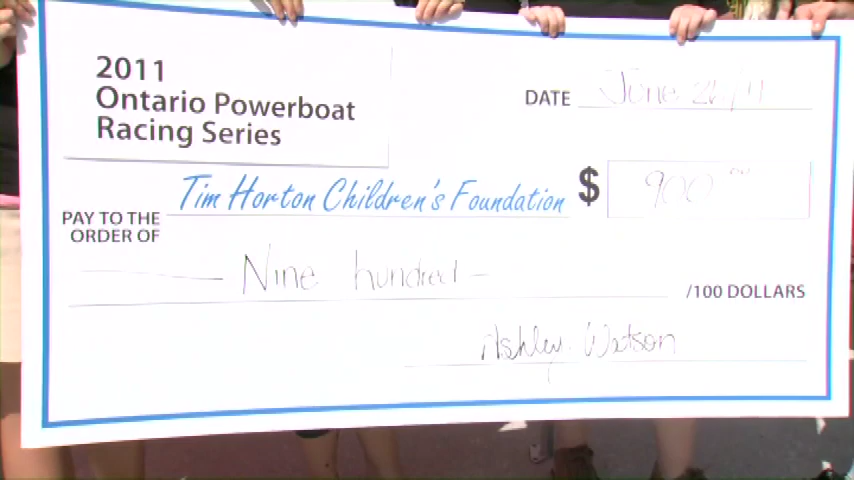 2011
Ontario Powerboat
Racing Series
DATE June 26/11
Tim Horton Children's Foundation $ 900.00
PAY TO THE
ORDER OF
Nine hundred
/100 DOLLARS
Ashley Watson